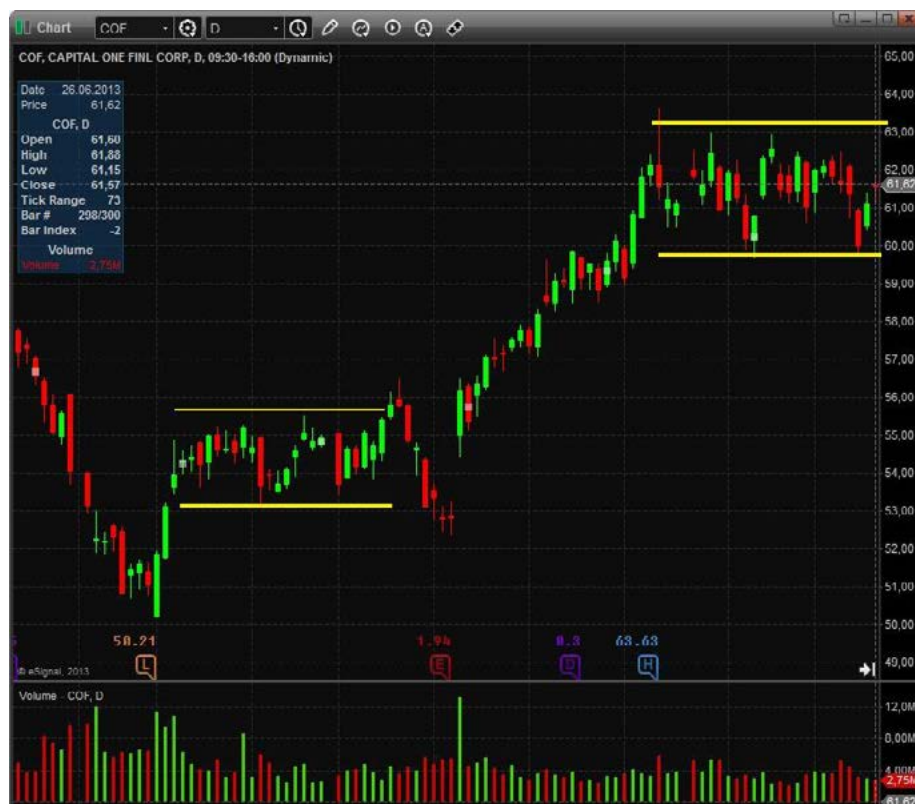 Chart COF D
COF, CAPITAL ONE FINL CORP, D, 09:30-16:00 (Dynamic)
Date 26.06.2013
Price 61,62
COF, D
Open 61,60
High 61,88
Low 61,15
Close 61,57
Tick Range 73
Bar # 298/300
Bar Index -2
Volume
Volume 2,75M
65,00
64,00
63,00
62,00
61,62
61,00
60,00
59,00
58,00
57,00
56,00
55,00
54,00
53,00
52,00
51,00
50,00
49,00
50.21 1.94 0.3 63.63
L E D H
© eSignal, 2013
Volume - COF, D
12,0M
8,00M
4,00M
2,75M
61,62